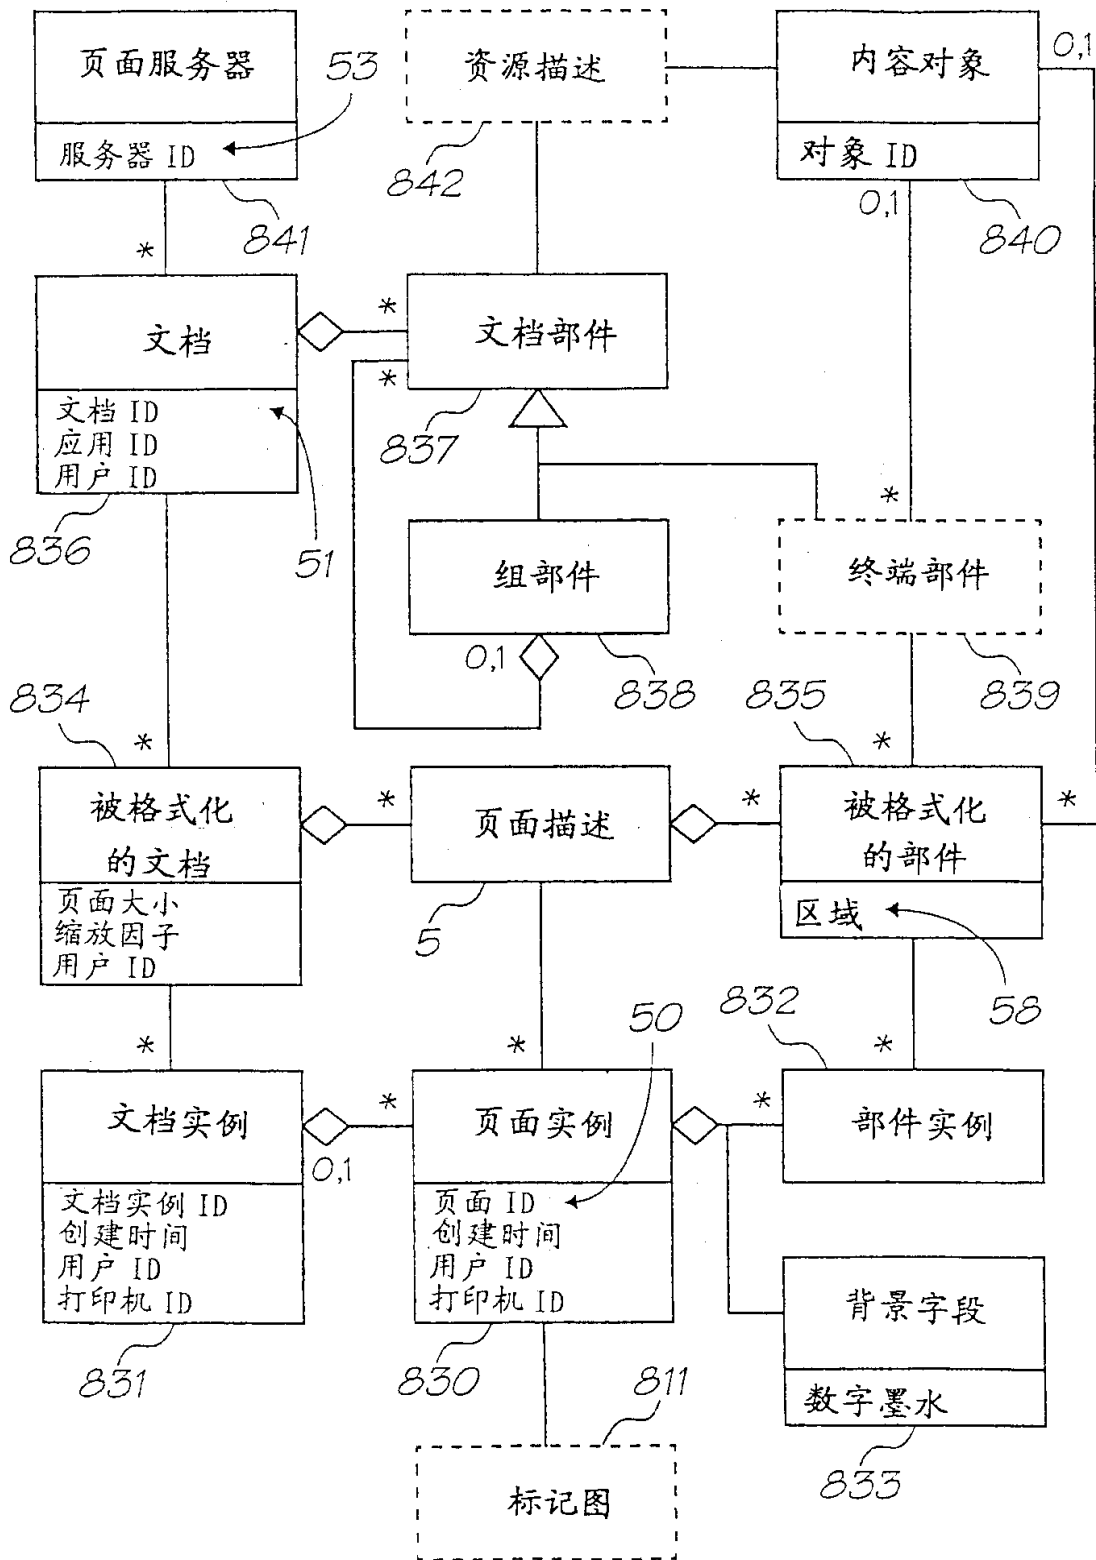 页面服务器
53
服务器 ID
841
资源描述
842
内容对象
0,1
对象 ID
0,1
840
*
文档
*
文档部件
*
文档 ID
应用 ID
用户 ID
836
51
837
*
组部件
终端部件
0,1
838
839
834
835
*
*
被格式化
的文档
*
页面描述
*
被格式化
的部件
*
页面大小
缩放因子
用户 ID
5
区域
58
50
832
*
*
*
文档实例
*
0,1
页面实例
*
部件实例
文档实例 ID
创建时间
用户 ID
打印机 ID
831
页面 ID
创建时间
用户 ID
打印机 ID
830
背景字段
数字墨水
833
811
标记图